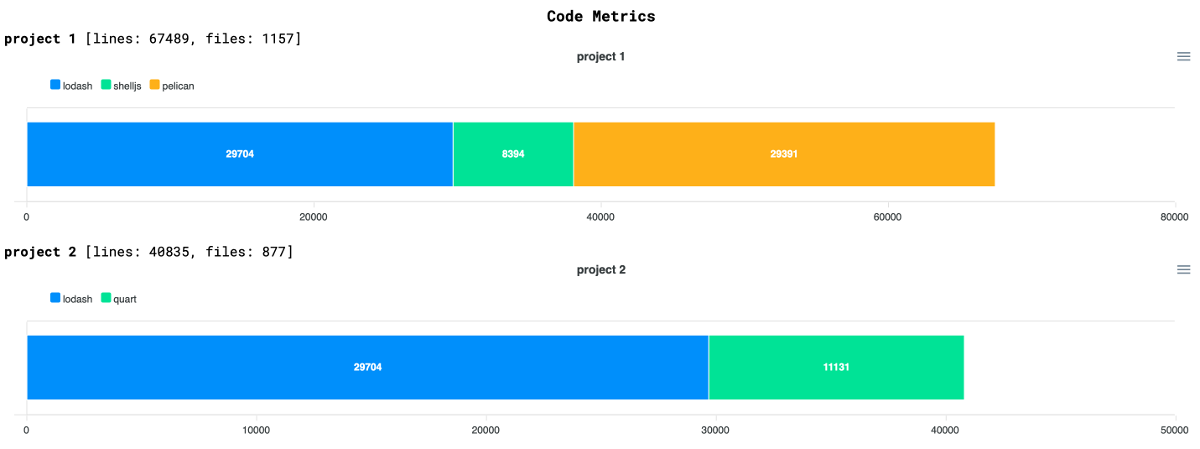 Code Metrics
project 1 [lines: 67489, files: 1157]
project 1
lodash shelljs pelican
29704 8394 29391
0 20000 40000 60000 80000
project 2 [lines: 40835, files: 877]
project 2
lodash quart
29704 11131
0 10000 20000 30000 40000 50000